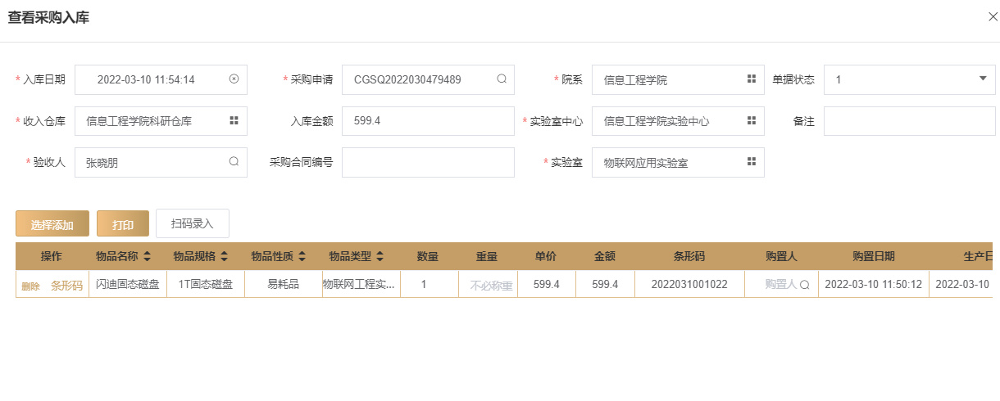 查看采购入库
* 入库日期 2022-03-10 11:54:14 * 采购申请 CGSQ2022030479489 * 院系 信息工程学院 单据状态 1
* 收入仓库 信息工程学院科研仓库 入库金额 599.4 * 实验室中心 信息工程学院实验中心 备注
* 验收人 张晓朋 采购合同编号 * 实验室 物联网应用实验室
选择添加 打印 扫码录入
操作 物品名称 物品规格 物品性质 物品类型 数量 重量 单价 金额 条形码 购置人 购置日期 生产日
删除 条形码 闪迪固态磁盘 1T固态磁盘 易耗品 物联网工程实... 1 不必称重 599.4 599.4 2022031001022 购置人 2022-03-10 11:50:12 2022-03-10